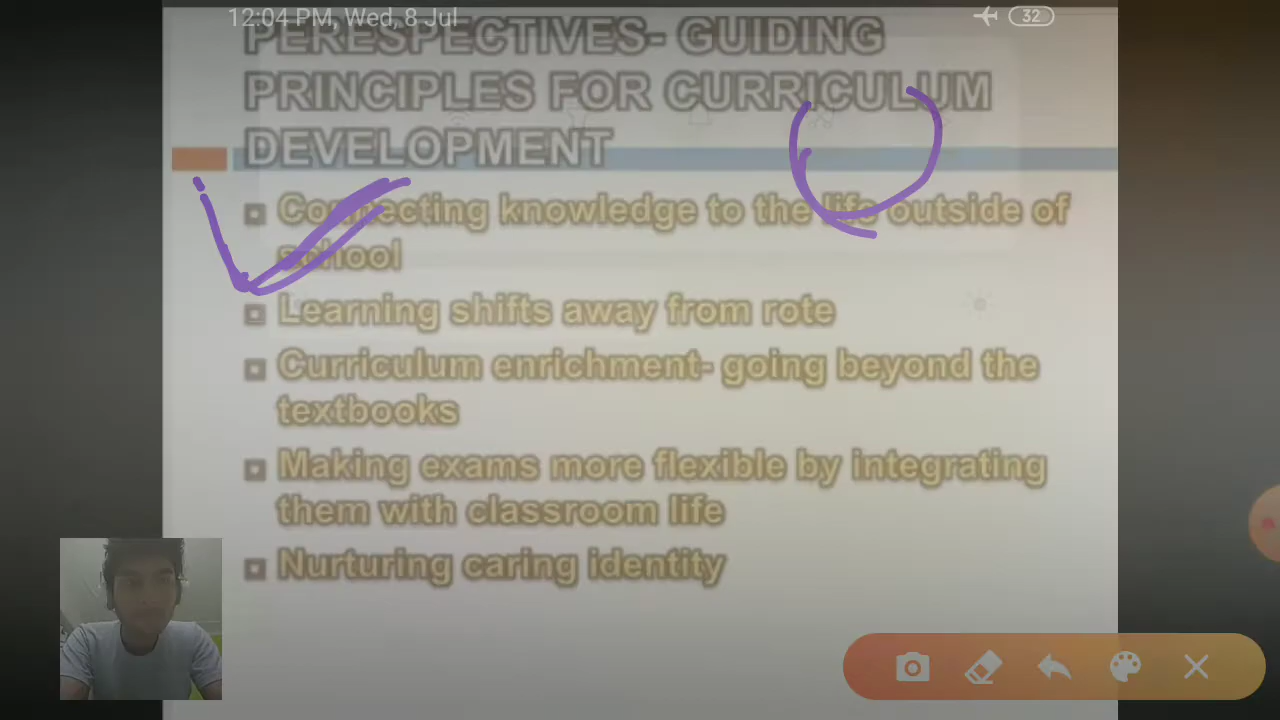 12:04 PM, Wed, 8 Jul
32
PERESPECTIVES- GUIDING
PRINCIPLES FOR CURRICULUM
DEVELOPMENT
Connecting knowledge to the life outside of
school
Learning shifts away from rote
Curriculum enrichment- going beyond the
textbooks
Making exams more flexible by integrating
them with classroom life
Nurturing caring identity